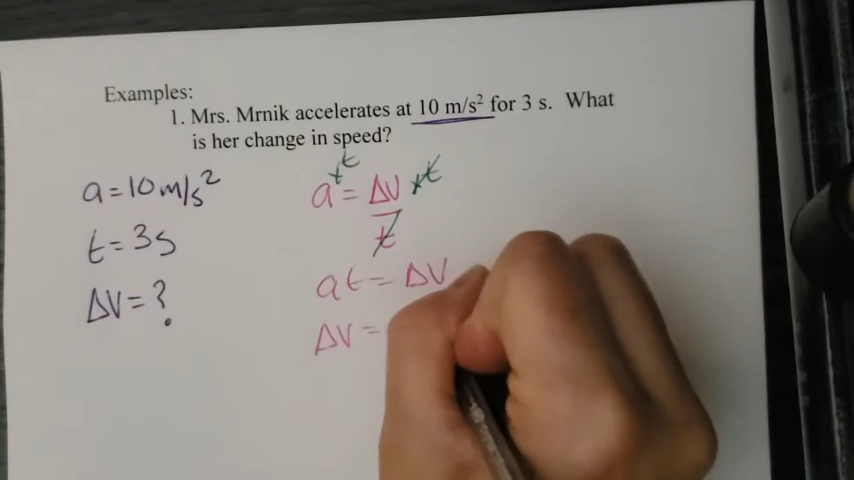 Examples:
1. Mrs. Mrnik accelerates at 10 m/s² for 3 s. What
is her change in speed?
a = 10 m/s²
t = 3s
ΔV = ?
t × a = ΔV/t × t
at = ΔV
ΔV =